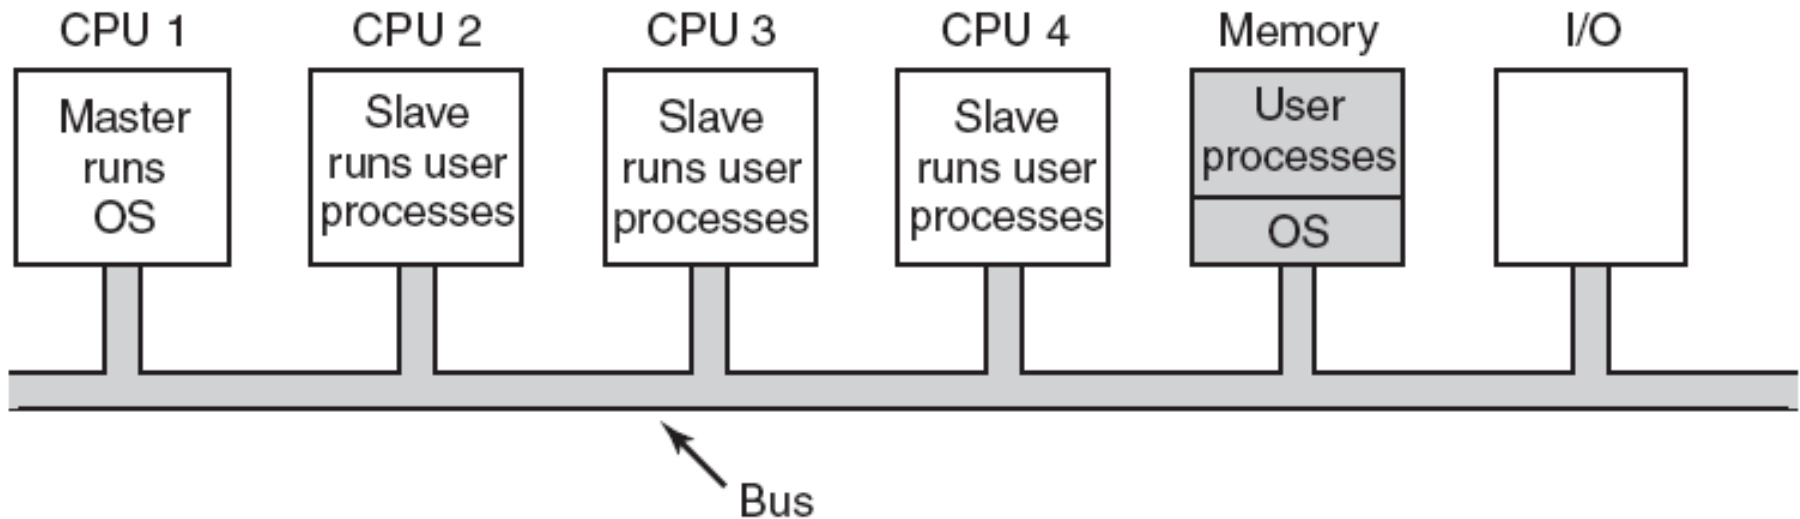 CPU 1
CPU 2
CPU 3
CPU 4
Memory
I/O
Master
runs
OS
Slave
runs user
processes
Slave
runs user
processes
Slave
runs user
processes
User
processes
OS
Bus